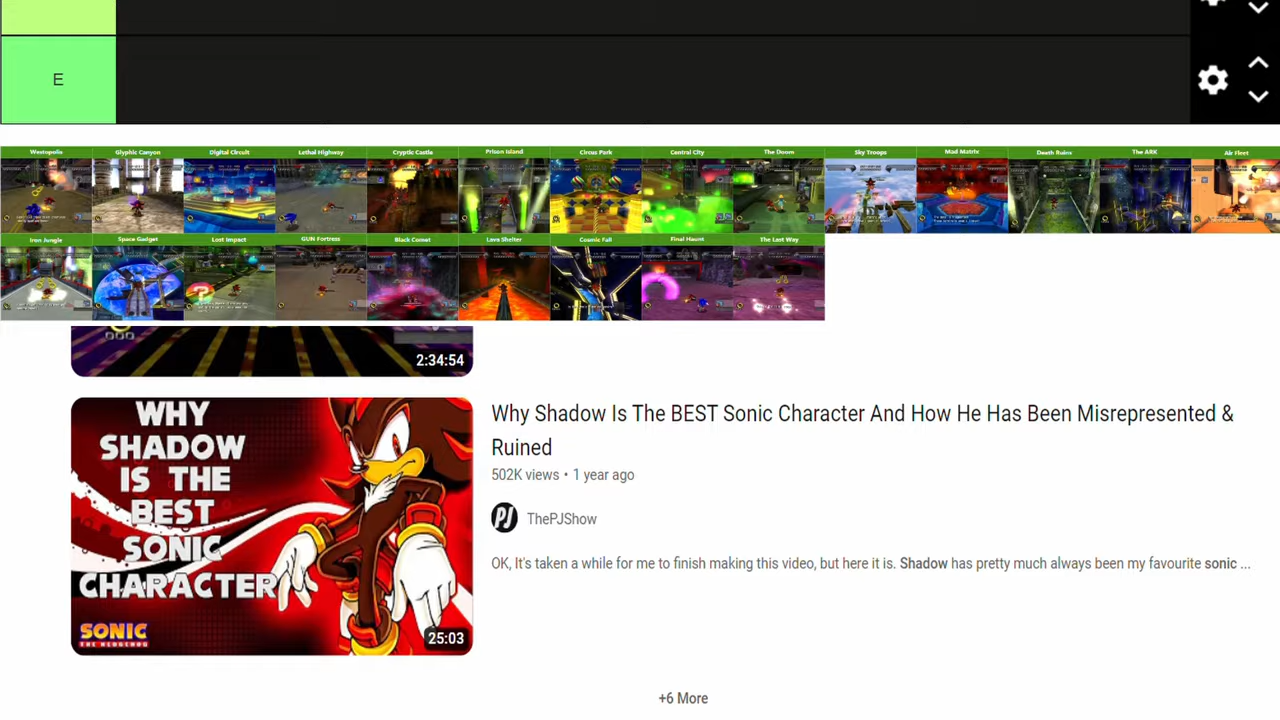 E
Westopolis Glyphic Canyon Digital Circuit Lethal Highway Cryptic Castle Prison Island Circus Park Central City The Doom Sky Troops Mad Matrix Death Ruins The ARK Air Fleet
Iron Jungle Space Gadget Lost Impact GUN Fortress Black Comet Lava Shelter Cosmic Fall Final Haunt The Last Way
2:34:54
WHY
SHADOW
IS THE
BEST
SONIC
CHARACTER
SONIC
THE HEDGEHOG
25:03
Why Shadow Is The BEST Sonic Character And How He Has Been Misrepresented &
Ruined
502K views • 1 year ago
PJ ThePJShow
OK, It's taken a while for me to finish making this video, but here it is. Shadow has pretty much always been my favourite sonic ...
+6 More